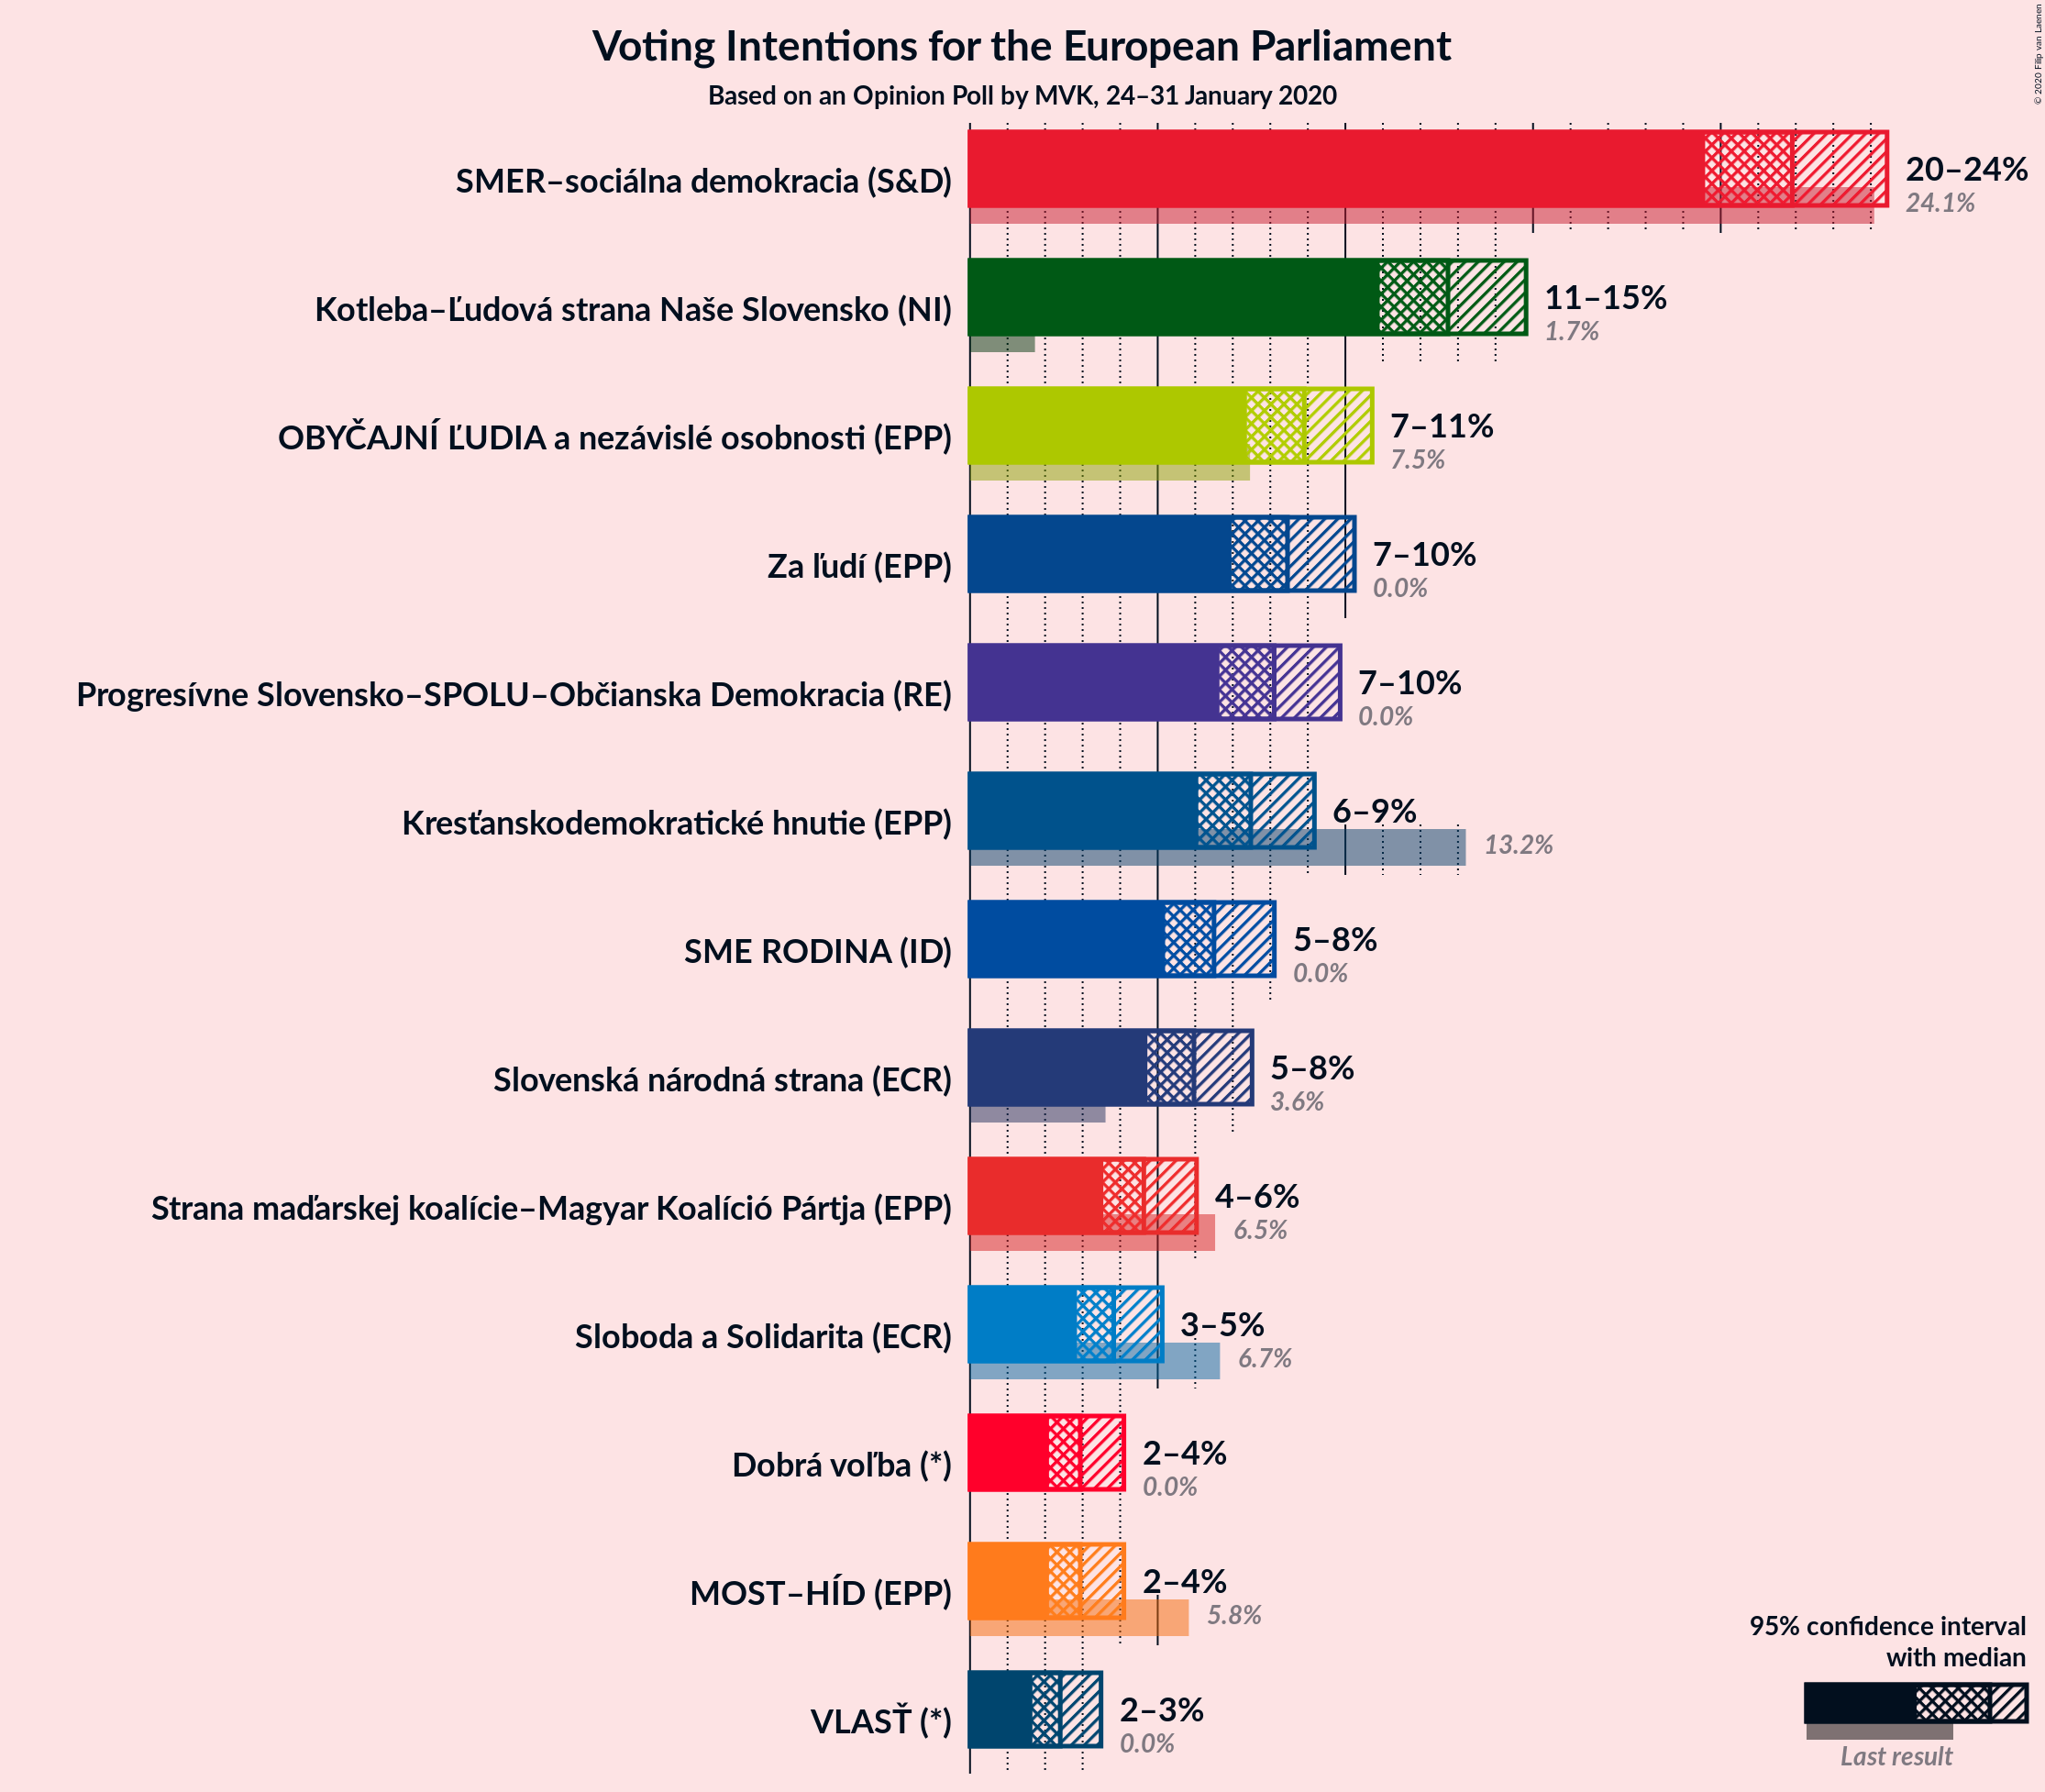 © 2020 Filip van Laenen
Voting Intentions for the European Parliament
Based on an Opinion Poll by MVK, 24–31 January 2020
SMER–sociálna demokracia (S&D)
20–24%
24.1%
Kotleba–Ľudová strana Naše Slovensko (NI)
11–15%
1.7%
OBYČAJNÍ ĽUDIA a nezávislé osobnosti (EPP)
7–11%
7.5%
Za ľudí (EPP)
7–10%
0.0%
Progresívne Slovensko–SPOLU–Občianska Demokracia (RE)
7–10%
0.0%
Kresťanskodemokratické hnutie (EPP)
6–9%
13.2%
SME RODINA (ID)
5–8%
0.0%
Slovenská národná strana (ECR)
5–8%
3.6%
Strana maďarskej koalície–Magyar Koalíció Pártja (EPP)
4–6%
6.5%
Sloboda a Solidarita (ECR)
3–5%
6.7%
Dobrá voľba (*)
2–4%
0.0%
MOST–HÍD (EPP)
2–4%
5.8%
VLASŤ (*)
2–3%
0.0%
95% confidence interval
with median
Last result